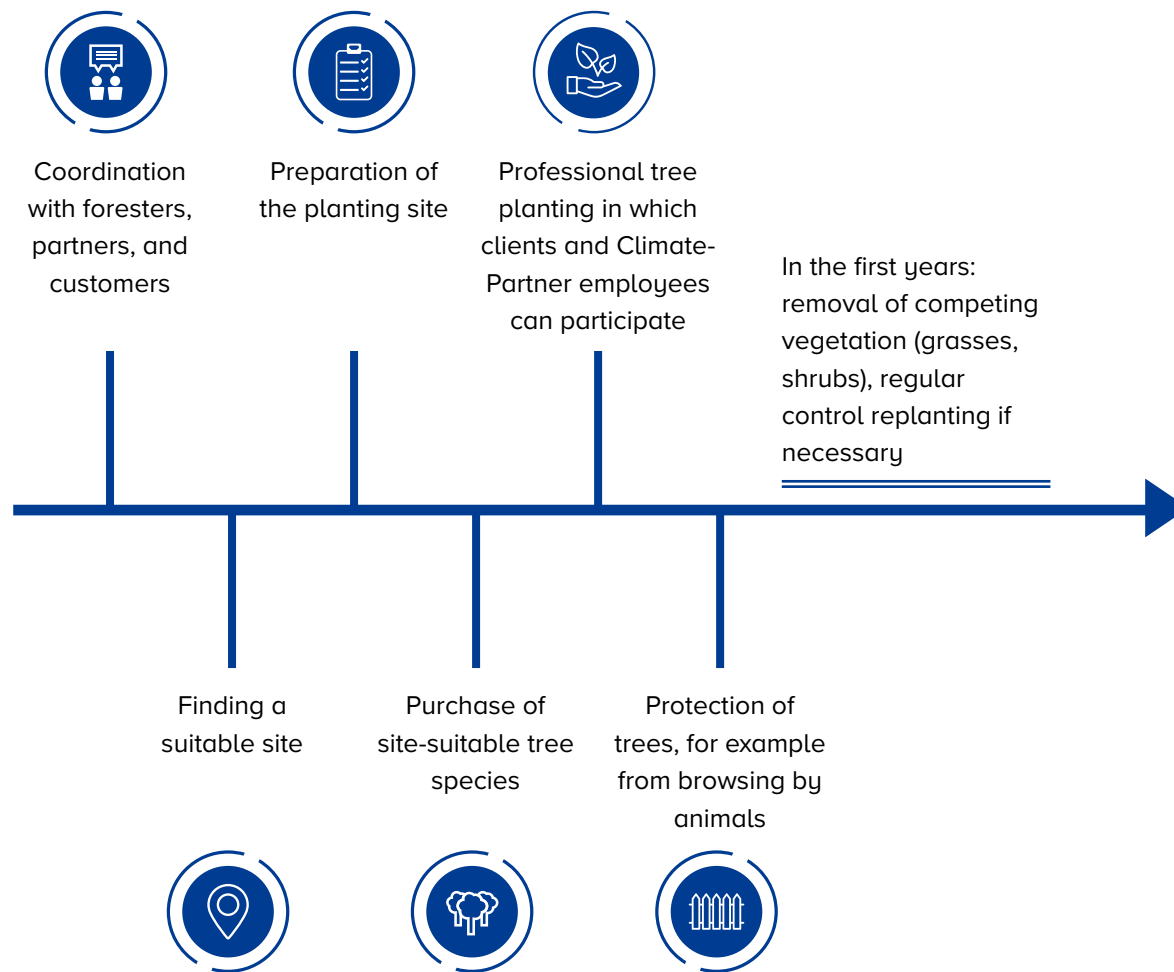 Coordination
with foresters,
partners, and
customers
Preparation of
the planting site
Professional tree
planting in which
clients and Climate-
Partner employees
can participate
In the first years:
removal of competing
vegetation (grasses,
shrubs), regular
control replanting if
necessary
Finding a
suitable site
Purchase of
site-suitable tree
species
Protection of
trees, for example
from browsing by
animals